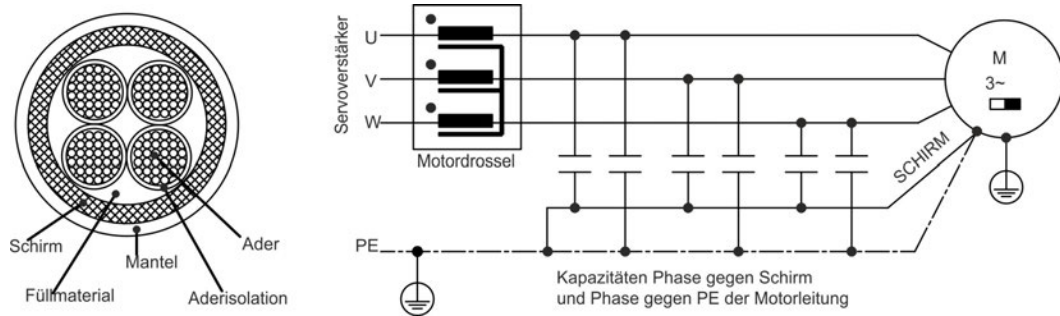 Schirm
Füllmaterial
Mantel
Ader
Aderisolation
Servoverstärker
U
V
W
Motordrossel
M
3~
SCHIRM
PE
Kapazitäten Phase gegen Schirm
und Phase gegen PE der Motorleitung